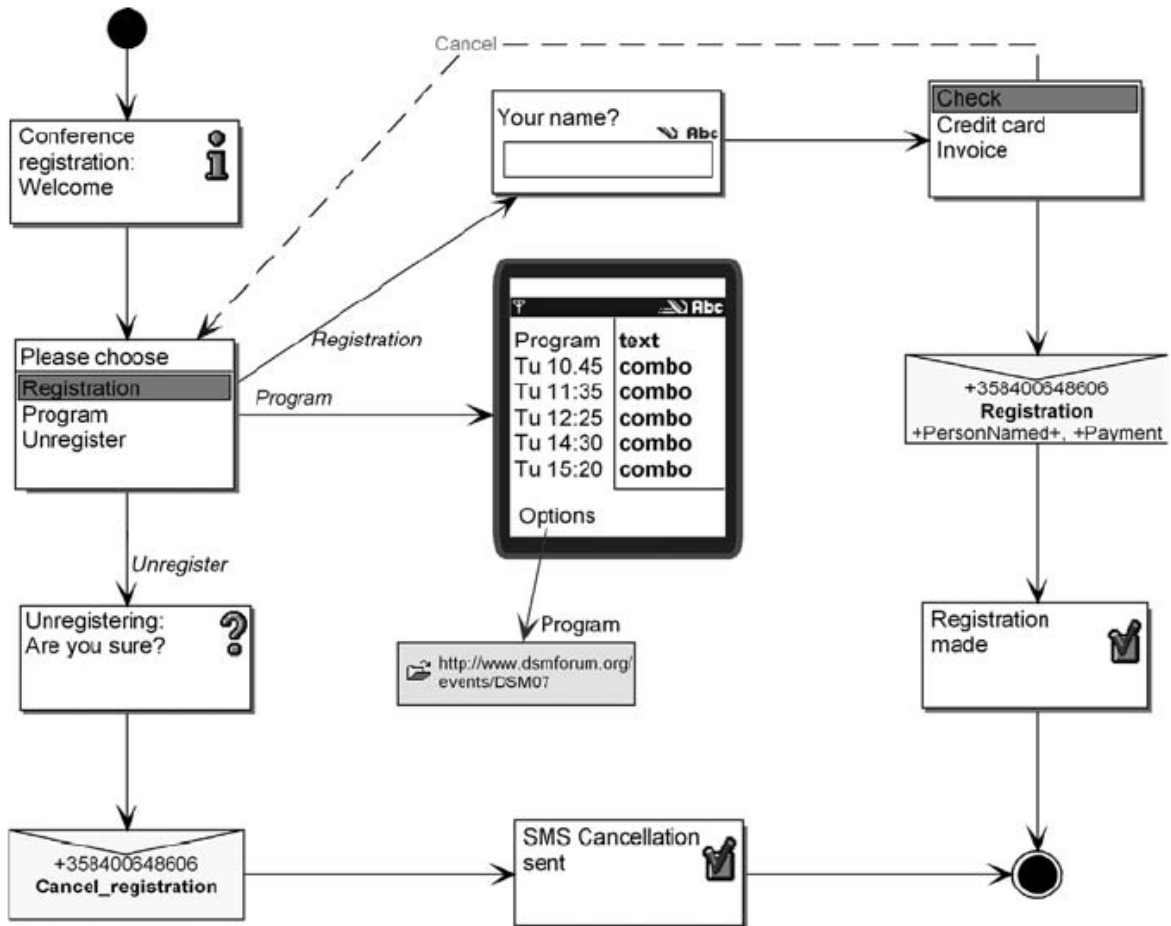 Cancel
Conference
registration:
Welcome
Your name?
Abc
Check
Credit card
Invoice
Please choose
Registration
Program
Unregister
Registration
Program
Unregister
Abc
Program text
Tu 10.45 combo
Tu 11:35 combo
Tu 12:25 combo
Tu 14:30 combo
Tu 15:20 combo
Options
+358400648606
Registration
+PersonNamed+, +Payment
Unregistering:
Are you sure?
Program
http://www.dsmforum.org/
events/DSM07
Registration
made
+358400648606
Cancel_registration
SMS Cancellation
sent